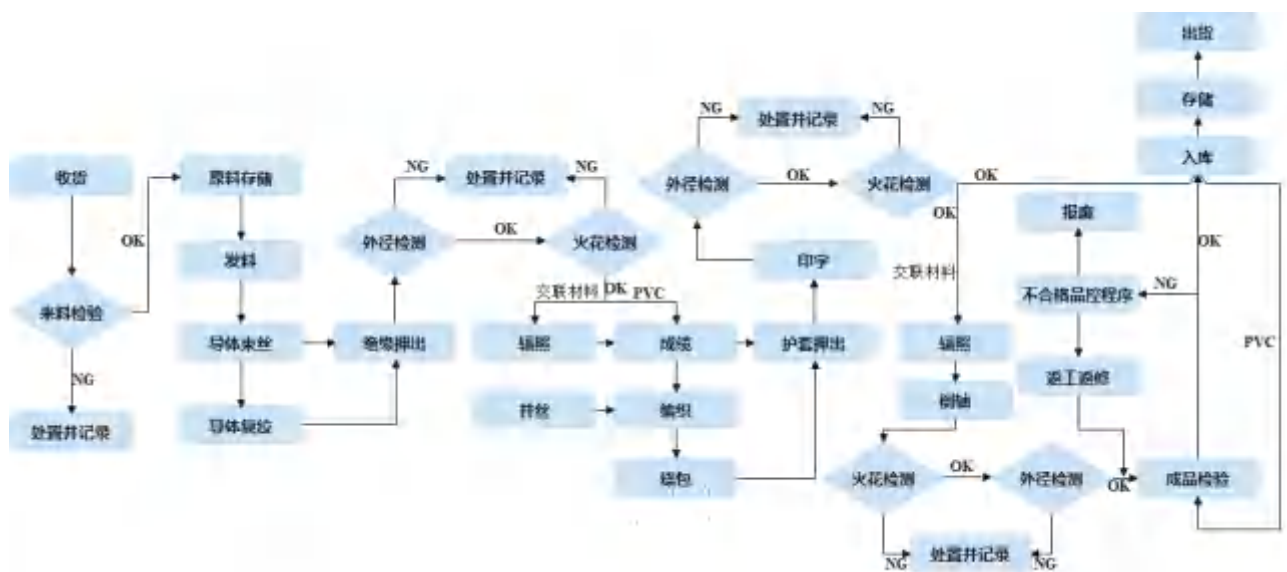 收货
来料检验
OK
NG
处置并记录
原料存储
发料
导体束丝
导体复绞
绝缘押出
外径检测
NG
处置并记录
NG
OK
火花检测
交联材料
OK
PVC
辐照
成缆
并丝
编织
绕包
护套押出
印字
外径检测
NG
处置并记录
NG
OK
火花检测
OK
OK
交联材料
辐照
火花检测
OK
外径检测
NG
处置并记录
NG
OK
成品检验
报废
不合格品控程序
NG
返工返修
OK
PVC
入库
存储
出货